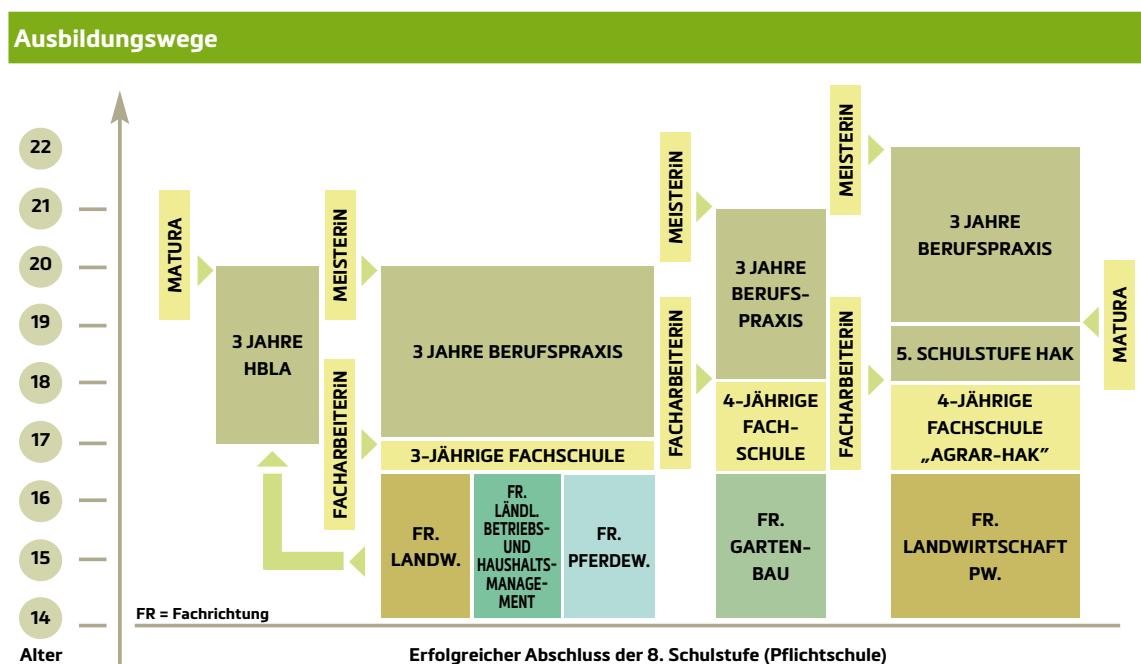 Ausbildungswege
22
21
20
19
18
17
16
15
14
Alter
MATURA
3 JAHRE
HBLA
MEISTERiN
FACHARBEITERiN
3 JAHRE BERUFSPRAXIS
3-JÄHRIGE FACHSCHULE
FR.
LANDW.
FR.
LÄNDL.
BETRIEBS-
UND
HAUSHALTS-
MANAGE-
MENT
FR.
PFERDEW.
MEISTERiN
FACHARBEITERiN
3 JAHRE
BERUFS-
PRAXIS
4-JÄHRIGE
FACH-
SCHULE
FR.
GARTEN-
BAU
MEISTERiN
FACHARBEITERiN
3 JAHRE
BERUFSPRAXIS
5. SCHULSTUFE HAK
4-JÄHRIGE
FACHSCHULE
„AGRAR-HAK”
FR.
LANDWIRTSCHAFT
PW.
MATURA
FR = Fachrichtung
Erfolgreicher Abschluss der 8. Schulstufe (Pflichtschule)